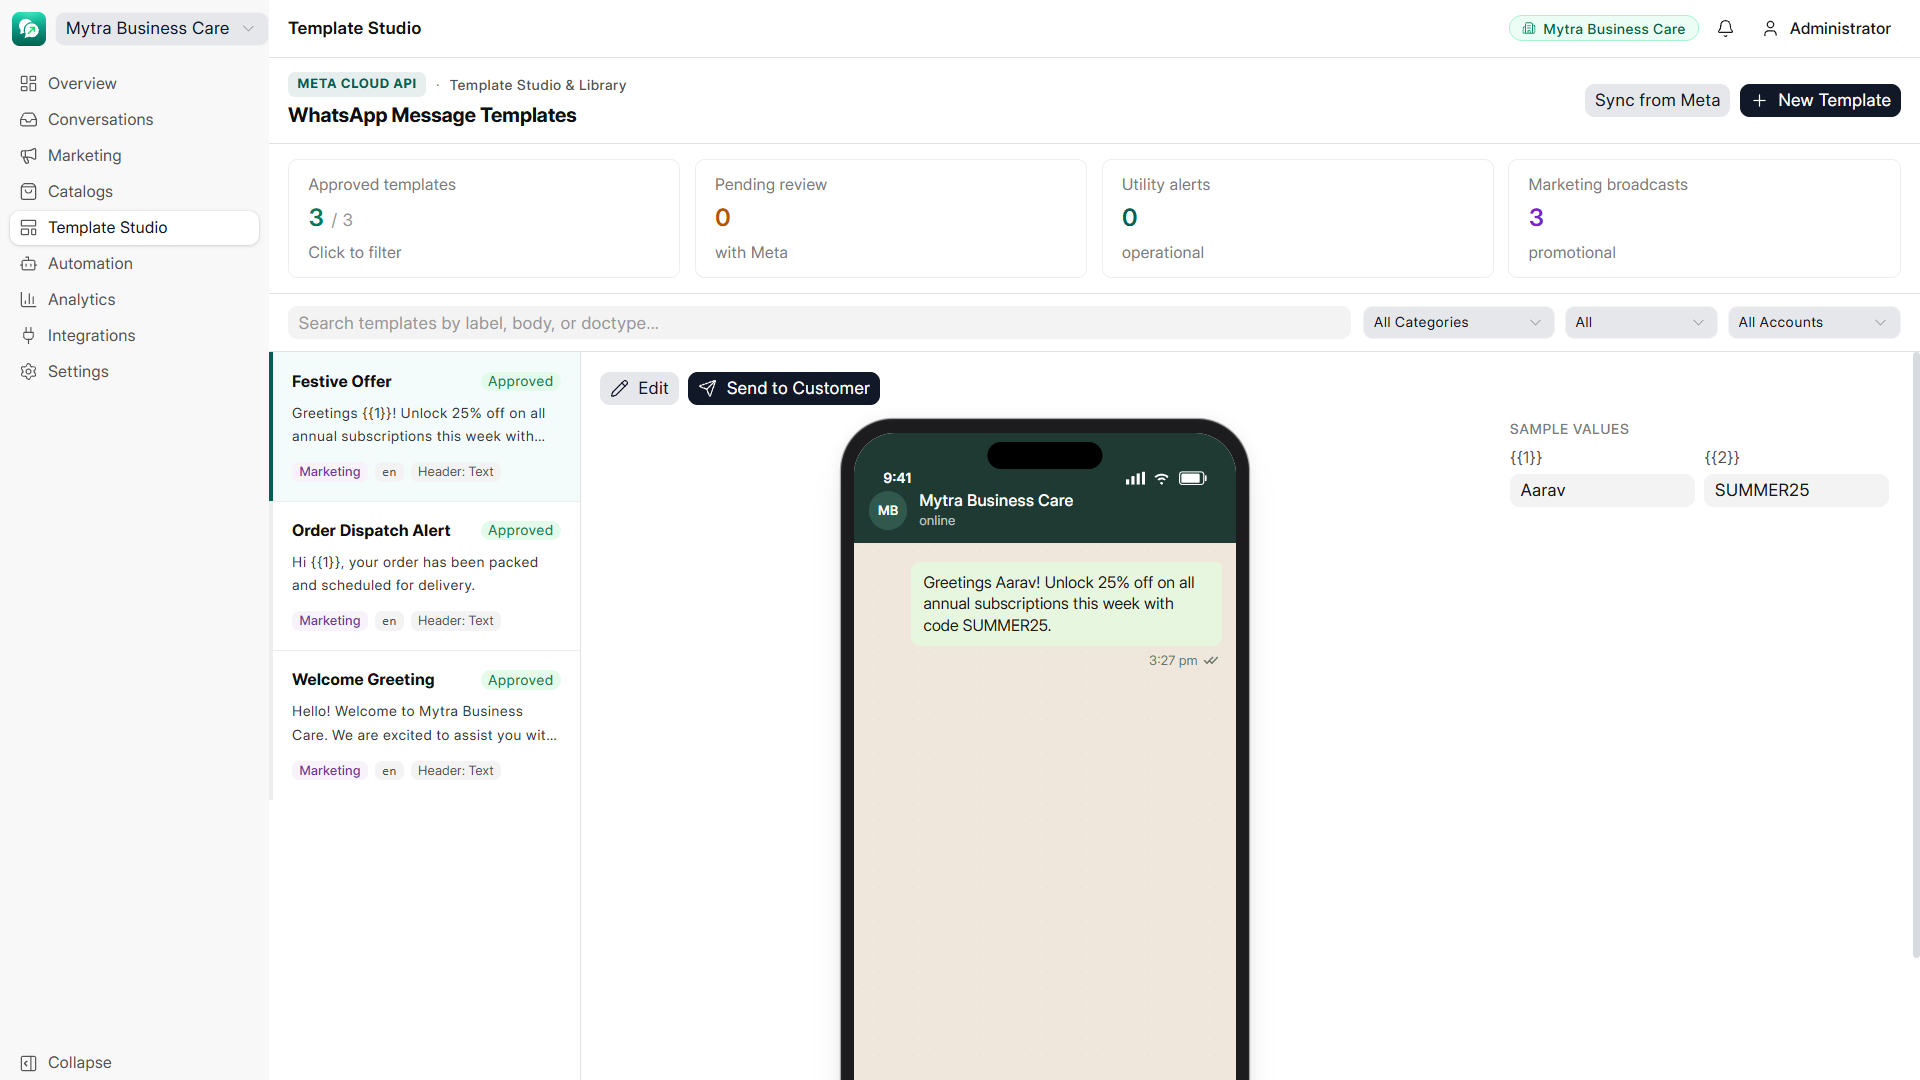 Mytra Business Care
Template Studio
Mytra Business Care
Administrator
Overview
Conversations
Marketing
Catalogs
Template Studio
Automation
Analytics
Integrations
Settings
Collapse
META CLOUD API · Template Studio & Library
WhatsApp Message Templates
Sync from Meta
New Template
Approved templates
3 / 3
Click to filter
Pending review
0
with Meta
Utility alerts
0
operational
Marketing broadcasts
3
promotional
Search templates by label, body, or doctype...
All Categories
All
All Accounts
Festive Offer
Approved
Greetings {{1}}! Unlock 25% off on all
annual subscriptions this week with...
Marketing en Header: Text
Order Dispatch Alert
Approved
Hi {{1}}, your order has been packed
and scheduled for delivery.
Marketing en Header: Text
Welcome Greeting
Approved
Hello! Welcome to Mytra Business
Care. We are excited to assist you wit...
Marketing en Header: Text
Edit
Send to Customer
9:41
MB
Mytra Business Care
online
Greetings Aarav! Unlock 25% off on all
annual subscriptions this week with
code SUMMER25.
3:27 pm
SAMPLE VALUES
{{1}}
{{2}}
Aarav
SUMMER25